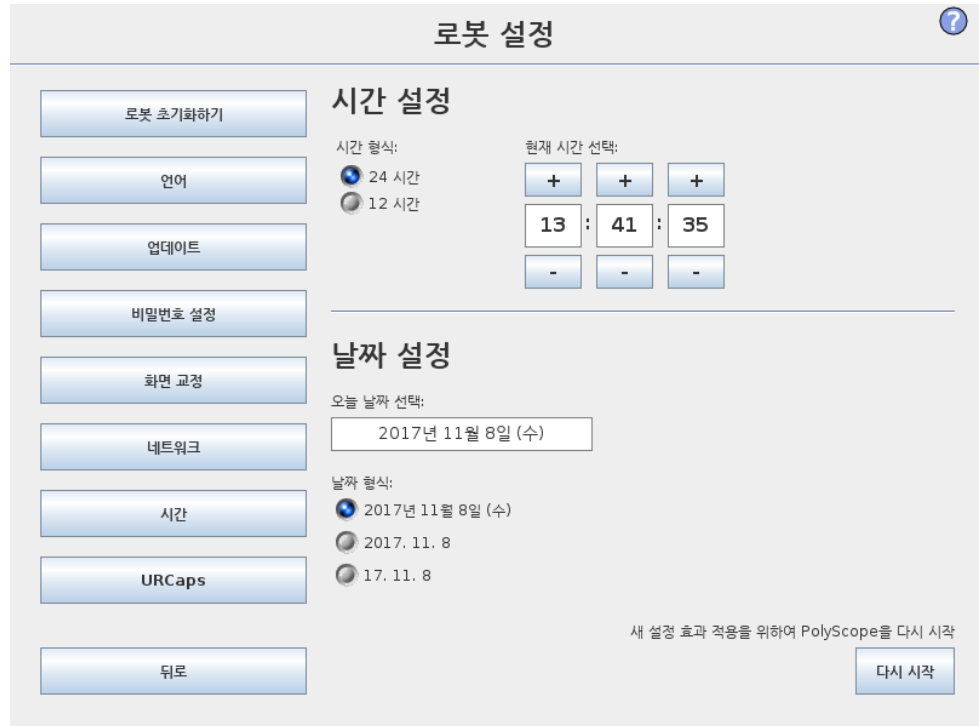 로봇 설정
?
로봇 초기화하기
언어
업데이트
비밀번호 설정
화면 교정
네트워크
시간
URCaps
뒤로
시간 설정
시간 형식:
24 시간
12 시간
현재 시간 선택:
+ + +
13 : 41 : 35
- - -
날짜 설정
오늘 날짜 선택:
2017년 11월 8일 (수)
날짜 형식:
2017년 11월 8일 (수)
2017. 11. 8
17. 11. 8
새 설정 효과 적용을 위하여 PolyScope을 다시 시작
다시 시작